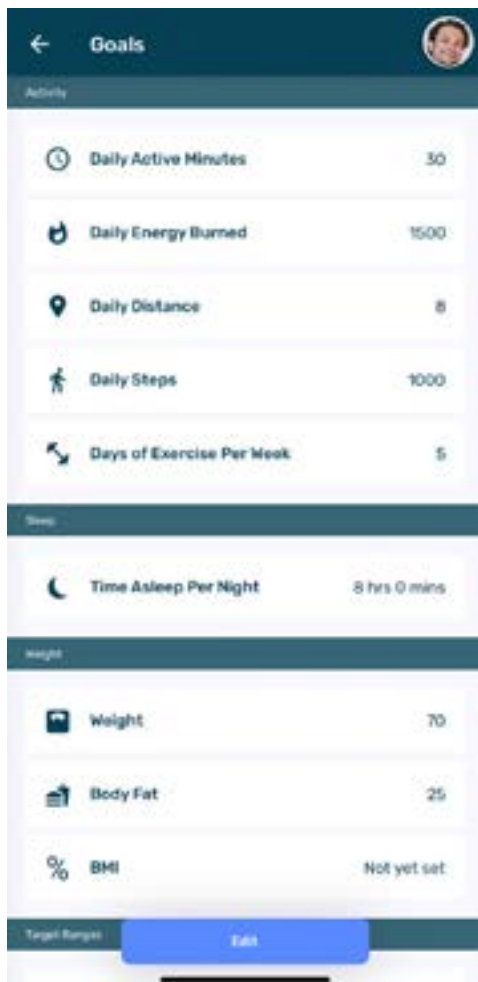 Goals
Activity
Daily Active Minutes 30
Daily Energy Burned 1500
Daily Distance 8
Daily Steps 1000
Days of Exercise Per Week 5
Sleep
Time Asleep Per Night 8 hrs 0 mins
Weight
Weight 70
Body Fat 25
BMI Not yet set
Target Ranges
Edit